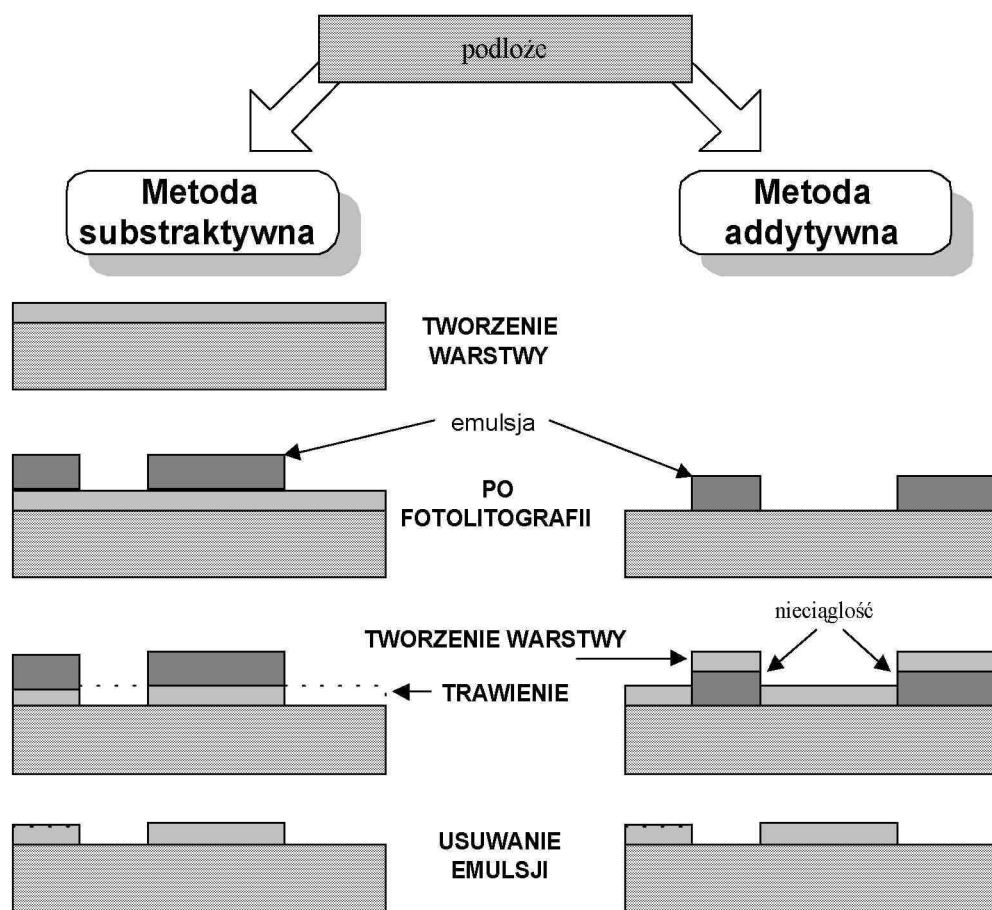 podłoże
Metoda
substraktywna
Metoda
addytywna
TWORZENIE
WARSTWY
emulsja
PO
FOTOLITOGRAFII
nieciągłość
TWORZENIE WARSTWY
TRAWIENIE
USUWANIE
EMULSJI